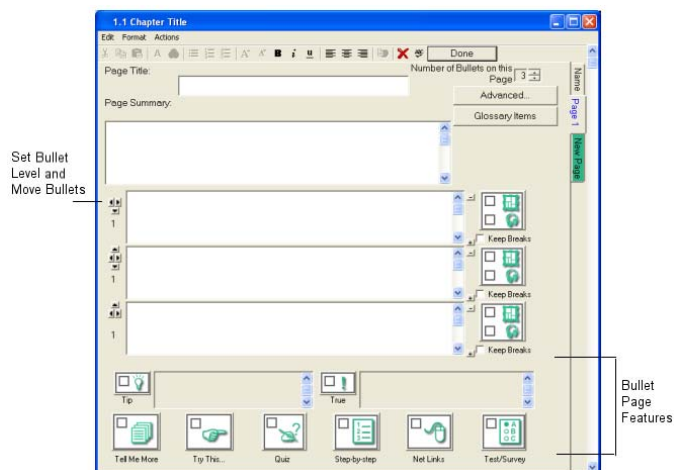 1.1 Chapter Title
Edit Format Actions
Done
Page Title:
Number of Bullets on this
Page 3
Advanced...
Page Summary:
Glossary Items
Name
Page 1
New Page
Set Bullet
Level and
Move Bullets
1
Keep Breaks
1
Keep Breaks
1
Keep Breaks
Tip
True
Bullet
Page
Features
Tell Me More Try This... Quiz Step-by-step Net Links Test/Survey